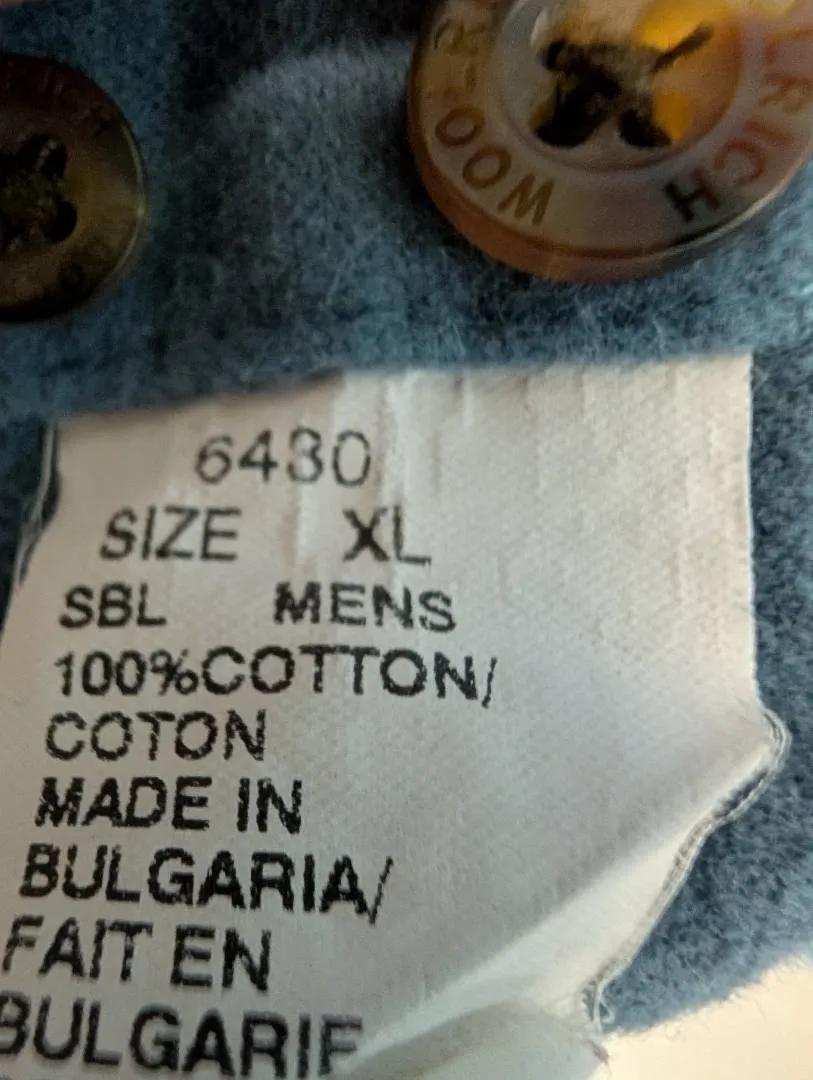 WOOLRICH
6430
SIZE XL
SBL MENS
100%COTTON/
COTON
MADE IN
BULGARIA/
FAIT EN
BULGARIE